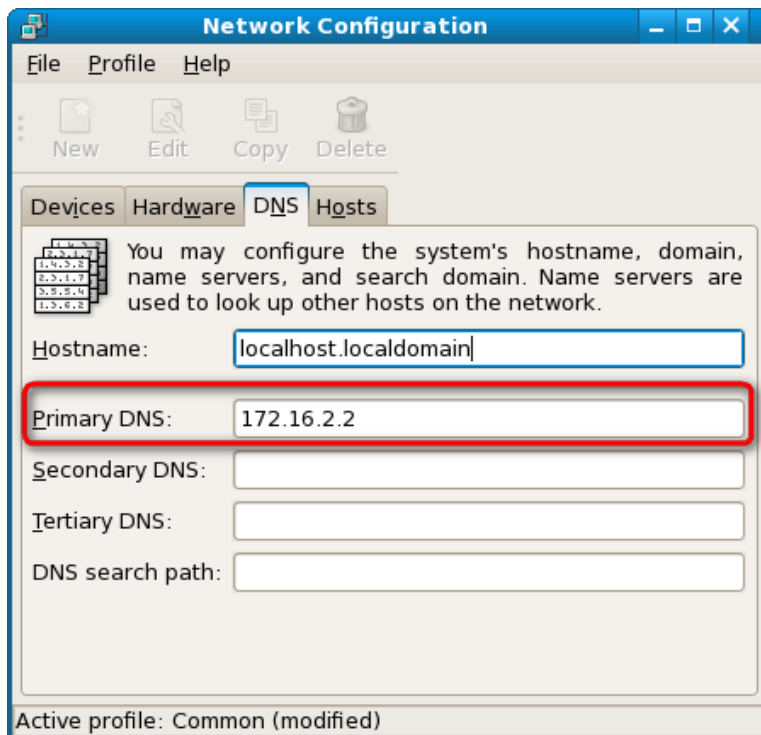 Network Configuration
File Profile Help
New Edit Copy Delete
Devices Hardware DNS Hosts
You may configure the system's hostname, domain,
name servers, and search domain. Name servers are
used to look up other hosts on the network.
Hostname: localhost.localdomain
Primary DNS: 172.16.2.2
Secondary DNS:
Tertiary DNS:
DNS search path:
Active profile: Common (modified)